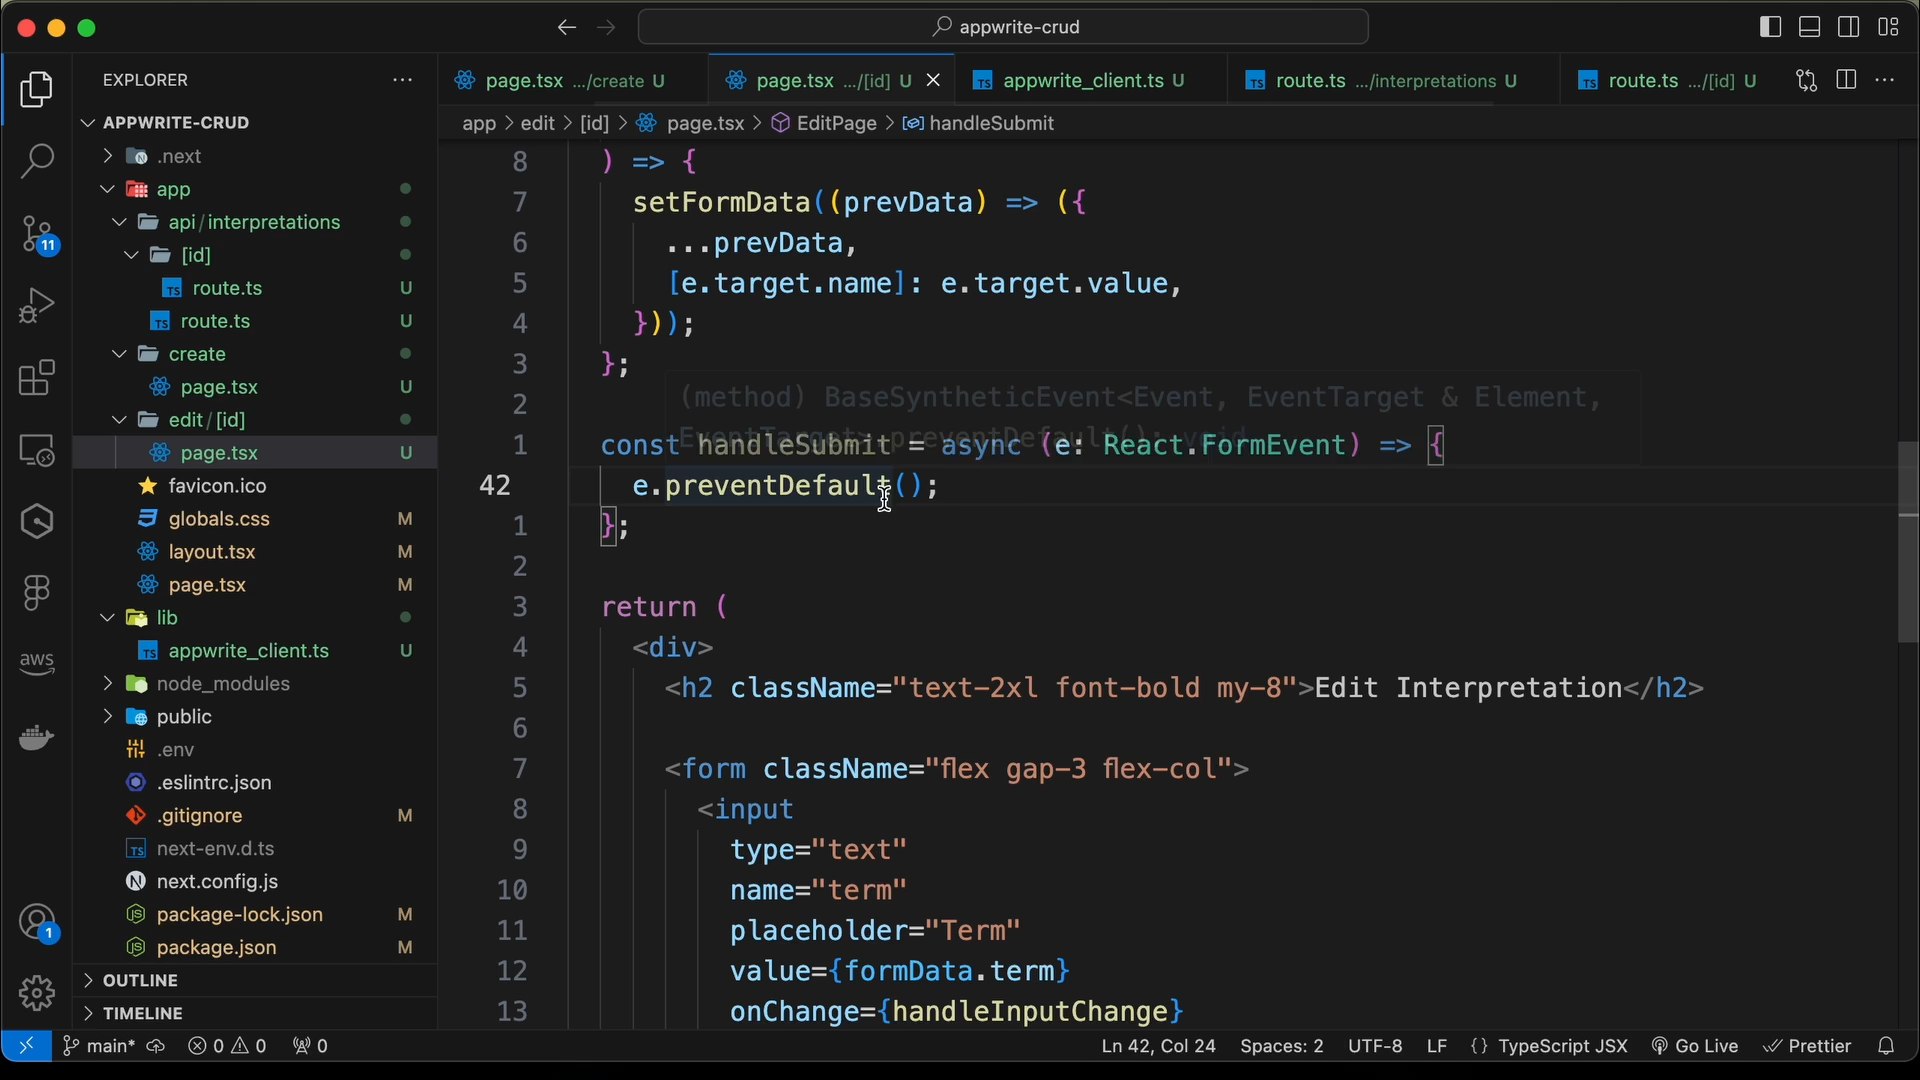 appwrite-crud
EXPLORER
page.tsx .../create U
page.tsx .../[id] U
appwrite_client.ts U
route.ts .../interpretations U
route.ts .../[id] U
app > edit > [id] > page.tsx > EditPage > handleSubmit
APPWRITE-CRUD
.next
app
api/interpretations
[id]
route.ts U
route.ts U
create
page.tsx U
edit/[id]
page.tsx U
favicon.ico
globals.css M
layout.tsx M
page.tsx M
lib
appwrite_client.ts U
node_modules
public
.env
.eslintrc.json
.gitignore M
next-env.d.ts
next.config.js
package-lock.json M
package.json M
OUTLINE
TIMELINE
11
aws
1
8 ) => {
7 setFormData((prevData) => ({
6 ...prevData,
5 [e.target.name]: e.target.value,
4 }));
3 };
(method) BaseSyntheticEvent<Event, EventTarget & Element,
EventTarget>.preventDefault(): void
2
1 const handleSubmit = async (e: React.FormEvent) => {
42 e.preventDefault();
1 };
2
3 return (
4 <div>
5 <h2 className="text-2xl font-bold my-8">Edit Interpretation</h2>
6
7 <form className="flex gap-3 flex-col">
8 <input
9 type="text"
10 name="term"
11 placeholder="Term"
12 value={formData.term}
13 onChange={handleInputChange}
main* 0 0 0 Ln 42, Col 24 Spaces: 2 UTF-8 LF {} TypeScript JSX Go Live Prettier